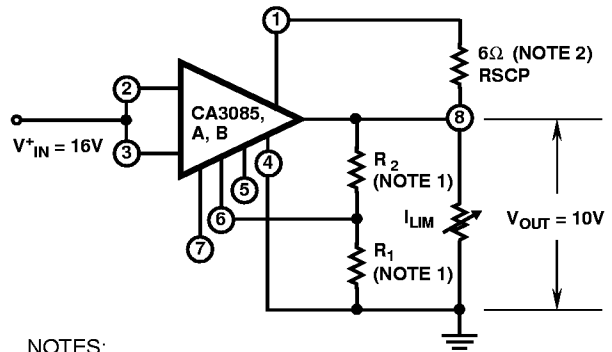 1
6Ω (NOTE 2)
RSCP
2
CA3085,
A, B
8
V+IN = 16V
3
4
R2
(NOTE 1)
5
6
ILIM
VOUT = 10V
7
R1
(NOTE 1)
NOTES: